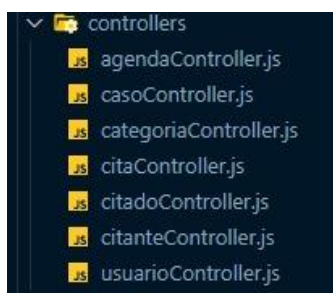 controllers
JS agendaController.js
JS casoController.js
JS categoriaController.js
JS citaController.js
JS citadoController.js
JS citanteController.js
JS usuarioController.js